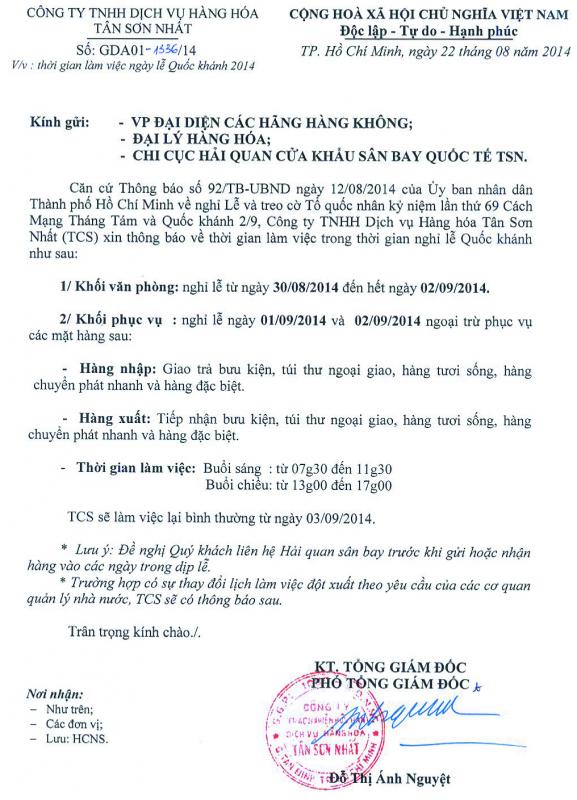 CÔNG TY TNHH DỊCH VỤ HÀNG HÓA
TÂN SƠN NHẤT
Số: GDA01-1336/14
V/v : thời gian làm việc ngày lễ Quốc khánh 2014
CỘNG HOÀ XÃ HỘI CHỦ NGHĨA VIỆT NAM
Độc lập - Tự do - Hạnh phúc
TP. Hồ Chí Minh, ngày 22 tháng 08 năm 2014
Kính gửi: - VP ĐẠI DIỆN CÁC HÃNG HÀNG KHÔNG;
- ĐẠI LÝ HÀNG HÓA;
- CHI CỤC HẢI QUAN CỬA KHẨU SÂN BAY QUỐC TẾ TSN.
Căn cứ Thông báo số 92/TB-UBND ngày 12/08/2014 của Ủy ban nhân dân
Thành phố Hồ Chí Minh về nghỉ Lễ và treo cờ Tổ quốc nhân kỷ niệm lần thứ 69 Cách
Mạng Tháng Tám và Quốc khánh 2/9, Công ty TNHH Dịch vụ Hàng hóa Tân Sơn
Nhất (TCS) xin thông báo về thời gian làm việc trong thời gian nghỉ lễ Quốc khánh
như sau:
1/ Khối văn phòng: nghỉ lễ từ ngày 30/08/2014 đến hết ngày 02/09/2014.
2/ Khối phục vụ : nghỉ lễ ngày 01/09/2014 và 02/09/2014 ngoại trừ phục vụ
các mặt hàng sau:
- Hàng nhập: Giao trả bưu kiện, túi thư ngoại giao, hàng tươi sống, hàng
chuyển phát nhanh và hàng đặc biệt.
- Hàng xuất: Tiếp nhận bưu kiện, túi thư ngoại giao, hàng tươi sống, hàng
chuyển phát nhanh và hàng đặc biệt.
- Thời gian làm việc: Buổi sáng : từ 07g30 đến 11g30
Buổi chiều: từ 13g00 đến 17g00
TCS sẽ làm việc lại bình thường từ ngày 03/09/2014.
* Lưu ý: Đề nghị Quý khách liên hệ Hải quan sân bay trước khi gửi hoặc nhận
hàng vào các ngày trong dịp lễ.
* Trường hợp có sự thay đổi lịch làm việc đột xuất theo yêu cầu của các cơ quan
quản lý nhà nước, TCS sẽ có thông báo sau.
Trân trọng kính chào./.
KT. TỔNG GIÁM ĐỐC
PHÓ TỔNG GIÁM ĐỐC
Nơi nhận:
– Như trên;
– Các đơn vị;
– Lưu: HCNS.
CÔNG TY
DỊCH VỤ HÀNG HÓA
TÂN SƠN NHẤT
Đỗ Thị Ánh Nguyệt